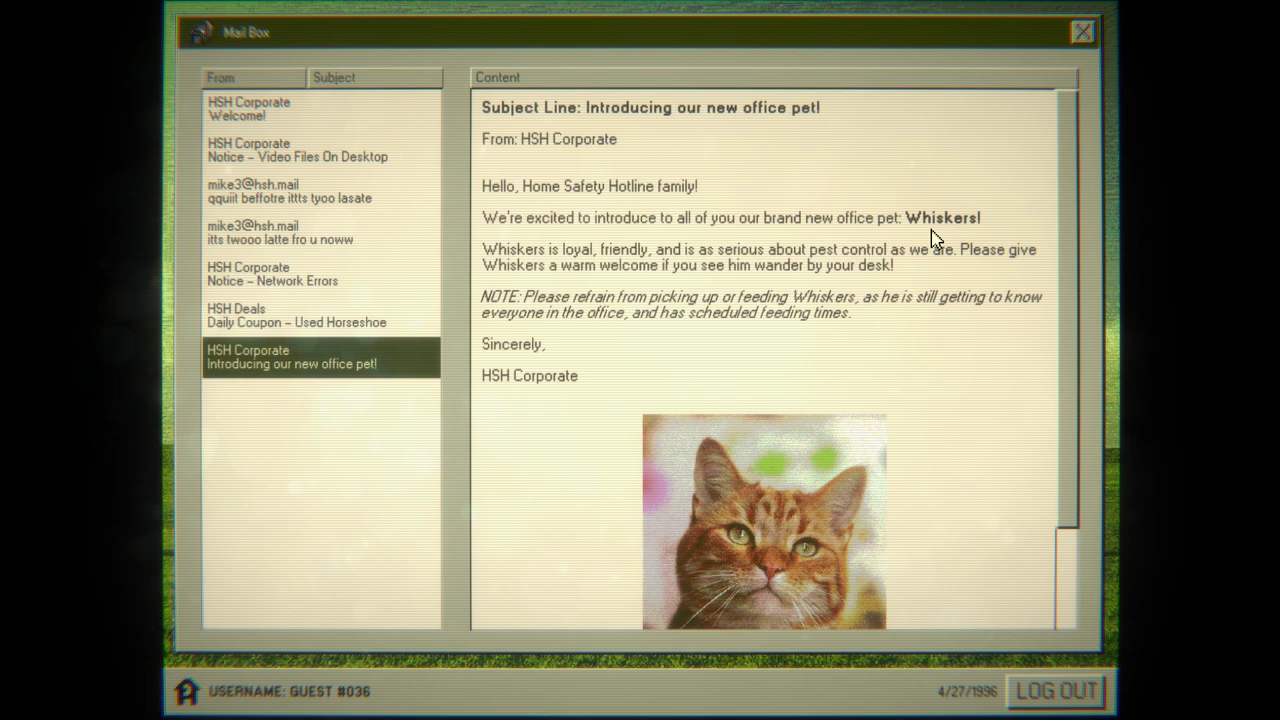 Mail Box
From
Subject
Content
HSH Corporate
Welcome!
HSH Corporate
Notice – Video Files On Desktop
mike3@hsh.mail
qquiit beffotre ittts tyoo lasate
mike3@hsh.mail
itts twooo latte fro u noww
HSH Corporate
Notice – Network Errors
HSH Deals
Daily Coupon – Used Horseshoe
HSH Corporate
Introducing our new office pet!
Subject Line: Introducing our new office pet!
From: HSH Corporate
Hello, Home Safety Hotline family!
We're excited to introduce to all of you our brand new office pet: Whiskers!
Whiskers is loyal, friendly, and is as serious about pest control as we are. Please give
Whiskers a warm welcome if you see him wander by your desk!
NOTE: Please refrain from picking up or feeding Whiskers, as he is still getting to know
everyone in the office, and has scheduled feeding times.
Sincerely,
HSH Corporate
USERNAME: GUEST #036
4/27/1996
LOG OUT